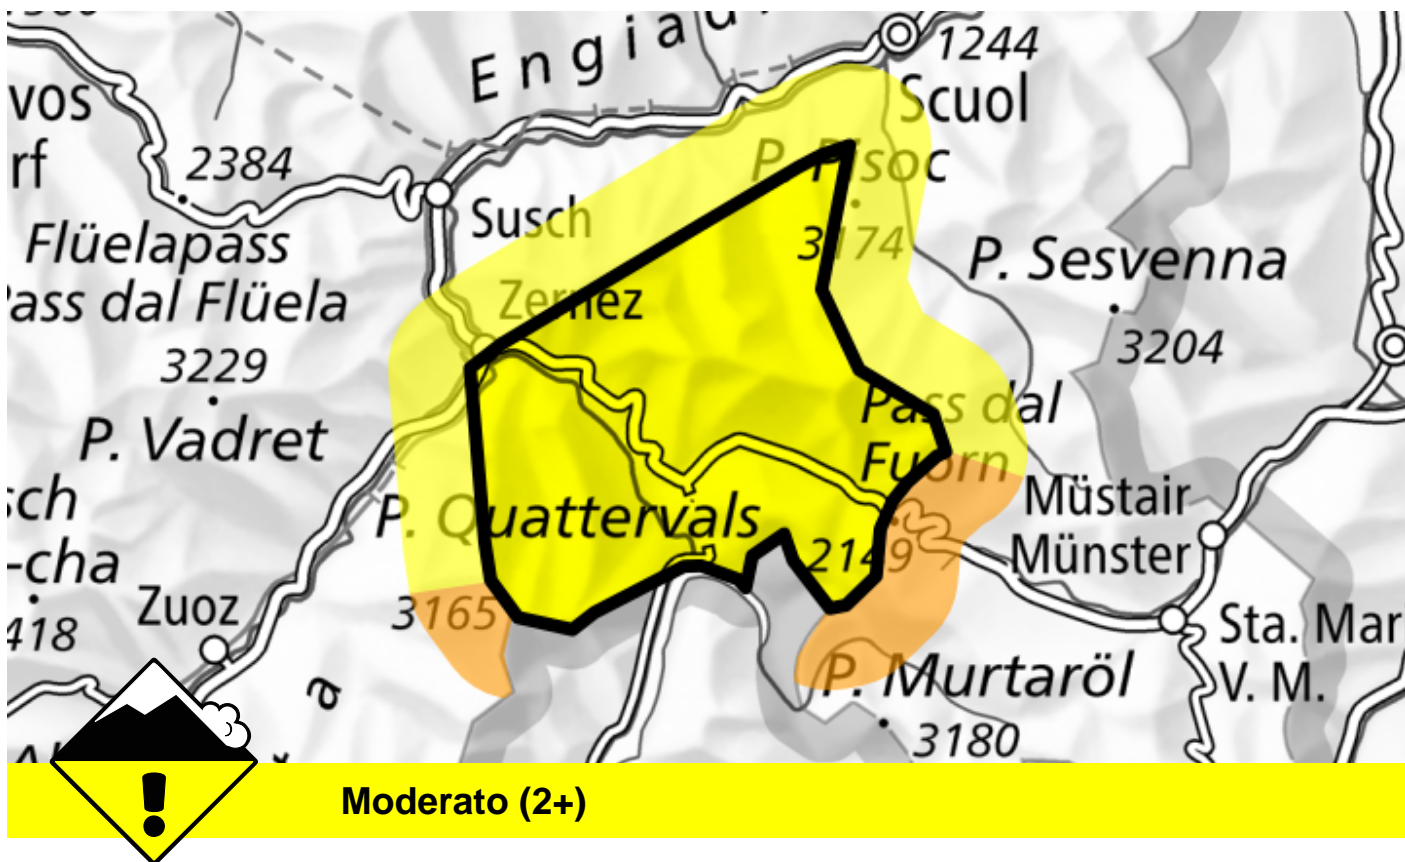 Engiad
1244
Scuol
vos
rf
2384
P. Pisoc
Susch
3174
Flüelapass
Pass dal Flüela
P. Sesvenna
Zernez
3229
3204
P. Vadret
Pass dal
Fuorn
sch
-cha
P. Quattervals
Müstair
Münster
2149
418
Zuoz
3165
Sta. Mar
V. M.
a
P. Murtaröl
3180
Moderato (2+)